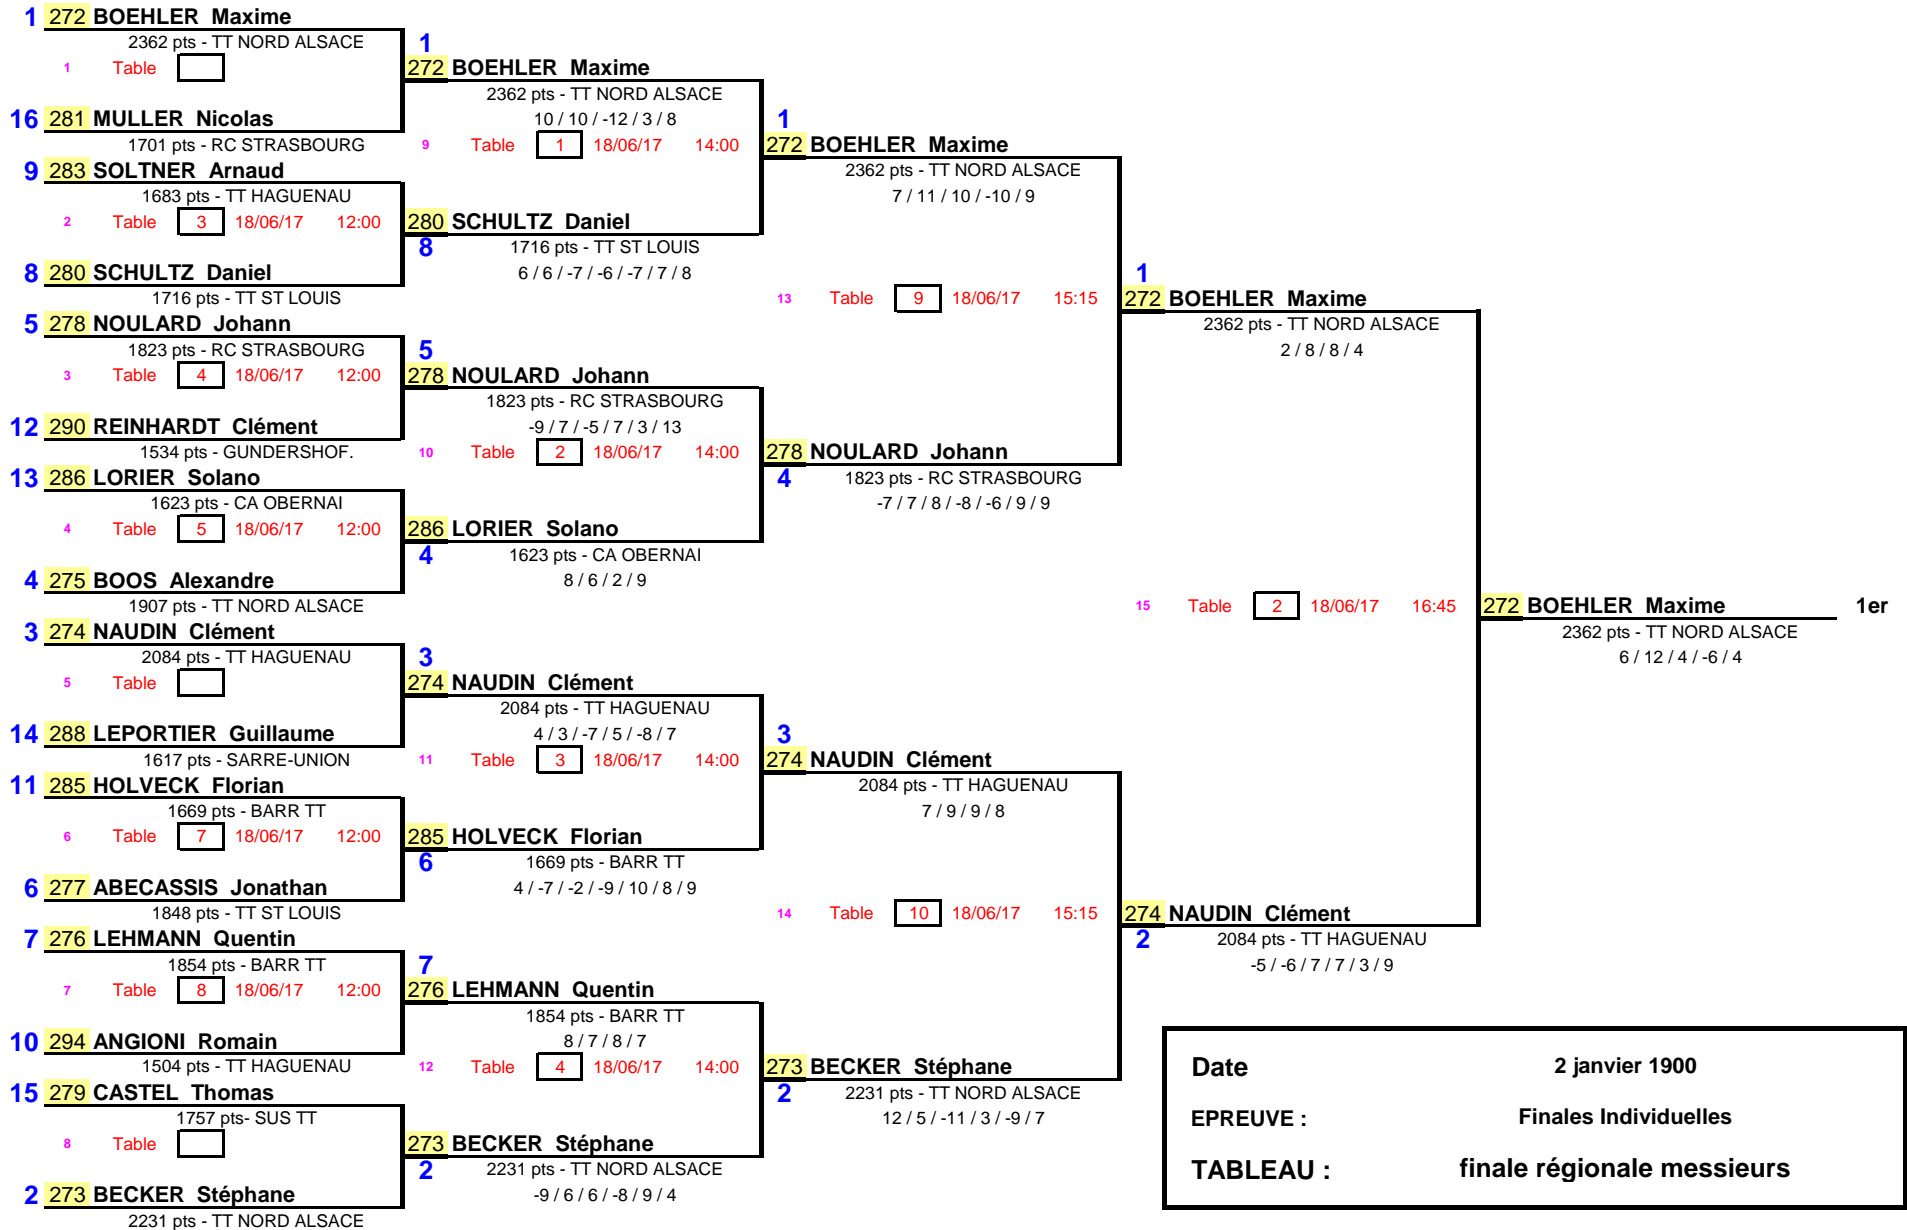 1 272 BOEHLER Maxime
2362 pts - TT NORD ALSACE
1 Table
16 281 MULLER Nicolas
1701 pts - RC STRASBOURG
9 283 SOLTNER Arnaud
1683 pts - TT HAGUENAU
2 Table 3 18/06/17 12:00
8 280 SCHULTZ Daniel
1716 pts - TT ST LOUIS
5 278 NOULARD Johann
1823 pts - RC STRASBOURG
3 Table 4 18/06/17 12:00
12 290 REINHARDT Clément
1534 pts - GUNDERSHOF.
13 286 LORIER Solano
1623 pts - CA OBERNAI
4 Table 5 18/06/17 12:00
4 275 BOOS Alexandre
1907 pts - TT NORD ALSACE
3 274 NAUDIN Clément
2084 pts - TT HAGUENAU
5 Table
14 288 LEPORTIER Guillaume
1617 pts - SARRE-UNION
11 285 HOLVECK Florian
1669 pts - BARR TT
6 Table 7 18/06/17 12:00
6 277 ABECASSIS Jonathan
1848 pts - TT ST LOUIS
7 276 LEHMANN Quentin
1854 pts - BARR TT
7 Table 8 18/06/17 12:00
10 294 ANGIONI Romain
1504 pts - TT HAGUENAU
15 279 CASTEL Thomas
1757 pts- SUS TT
8 Table
2 273 BECKER Stéphane
2231 pts - TT NORD ALSACE
1
272 BOEHLER Maxime
2362 pts - TT NORD ALSACE
10 / 10 / -12 / 3 / 8
9 Table 1 18/06/17 14:00
280 SCHULTZ Daniel
8
1716 pts - TT ST LOUIS
6 / 6 / -7 / -6 / -7 / 7 / 8
5
278 NOULARD Johann
1823 pts - RC STRASBOURG
-9 / 7 / -5 / 7 / 3 / 13
10 Table 2 18/06/17 14:00
286 LORIER Solano
4
1623 pts - CA OBERNAI
8 / 6 / 2 / 9
3
274 NAUDIN Clément
2084 pts - TT HAGUENAU
4 / 3 / -7 / 5 / -8 / 7
11 Table 3 18/06/17 14:00
285 HOLVECK Florian
6
1669 pts - BARR TT
4 / -7 / -2 / -9 / 10 / 8 / 9
7
276 LEHMANN Quentin
1854 pts - BARR TT
8 / 7 / 8 / 7
12 Table 4 18/06/17 14:00
273 BECKER Stéphane
2
2231 pts - TT NORD ALSACE
-9 / 6 / 6 / -8 / 9 / 4
1
272 BOEHLER Maxime
2362 pts - TT NORD ALSACE
7 / 11 / 10 / -10 / 9
13 Table 9 18/06/17 15:15
278 NOULARD Johann
4
1823 pts - RC STRASBOURG
-7 / 7 / 8 / -8 / -6 / 9 / 9
3
274 NAUDIN Clément
2084 pts - TT HAGUENAU
7 / 9 / 9 / 8
14 Table 10 18/06/17 15:15
273 BECKER Stéphane
2
2231 pts - TT NORD ALSACE
12 / 5 / -11 / 3 / -9 / 7
1
272 BOEHLER Maxime
2362 pts - TT NORD ALSACE
2 / 8 / 8 / 4
15 Table 2 18/06/17 16:45
274 NAUDIN Clément
2
2084 pts - TT HAGUENAU
-5 / -6 / 7 / 7 / 3 / 9
272 BOEHLER Maxime 1er
2362 pts - TT NORD ALSACE
6 / 12 / 4 / -6 / 4
Date 2 janvier 1900
EPREUVE : Finales Individuelles
TABLEAU : finale régionale messieurs